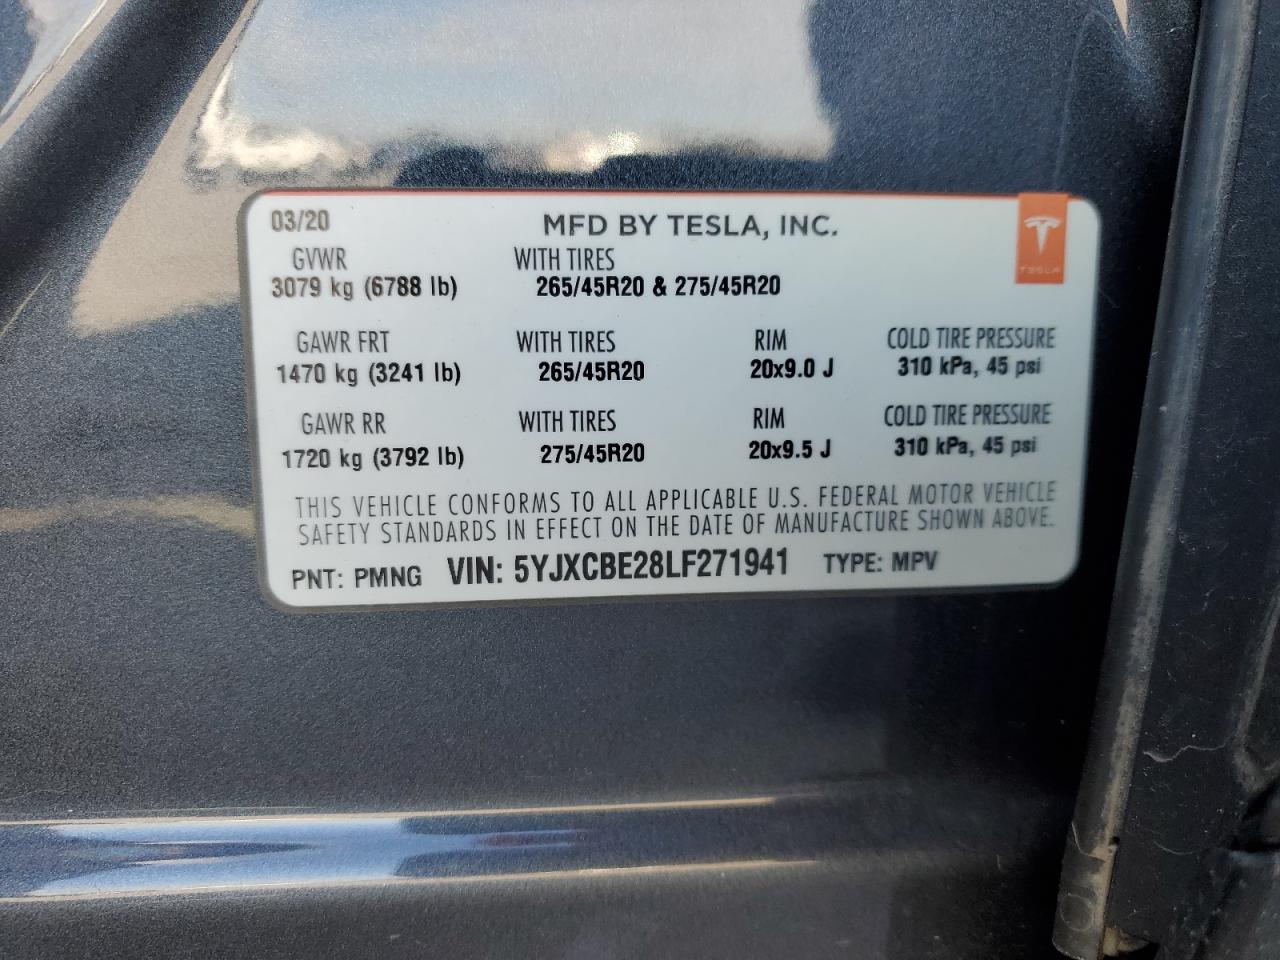 03/20 MFD BY TESLA, INC.
GVWR WITH TIRES
3079 kg (6788 lb) 265/45R20 & 275/45R20
TESLA
GAWR FRT WITH TIRES RIM COLD TIRE PRESSURE
1470 kg (3241 lb) 265/45R20 20x9.0 J 310 kPa, 45 psi
GAWR RR WITH TIRES RIM COLD TIRE PRESSURE
1720 kg (3792 lb) 275/45R20 20x9.5 J 310 kPa, 45 psi
THIS VEHICLE CONFORMS TO ALL APPLICABLE U.S. FEDERAL MOTOR VEHICLE
SAFETY STANDARDS IN EFFECT ON THE DATE OF MANUFACTURE SHOWN ABOVE.
PNT: PMNG VIN: 5YJXCBE28LF271941 TYPE: MPV